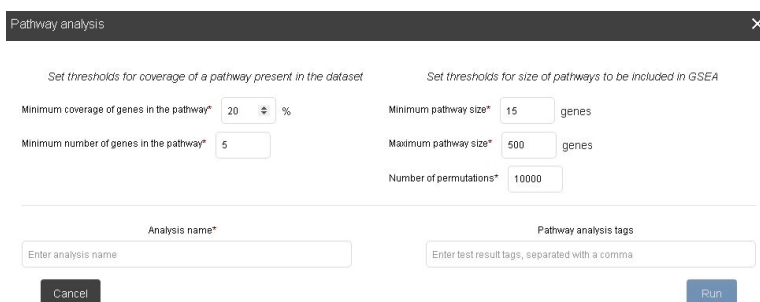 Pathway analysis ×
Set thresholds for coverage of a pathway present in the dataset
Minimum coverage of genes in the pathway* 20 %
Minimum number of genes in the pathway* 5
Set thresholds for size of pathways to be included in GSEA
Minimum pathway size* 15 genes
Maximum pathway size* 500 genes
Number of permutations* 10000
Analysis name*
Enter analysis name
Pathway analysis tags
Enter test result tags, separated with a comma
Cancel
Run